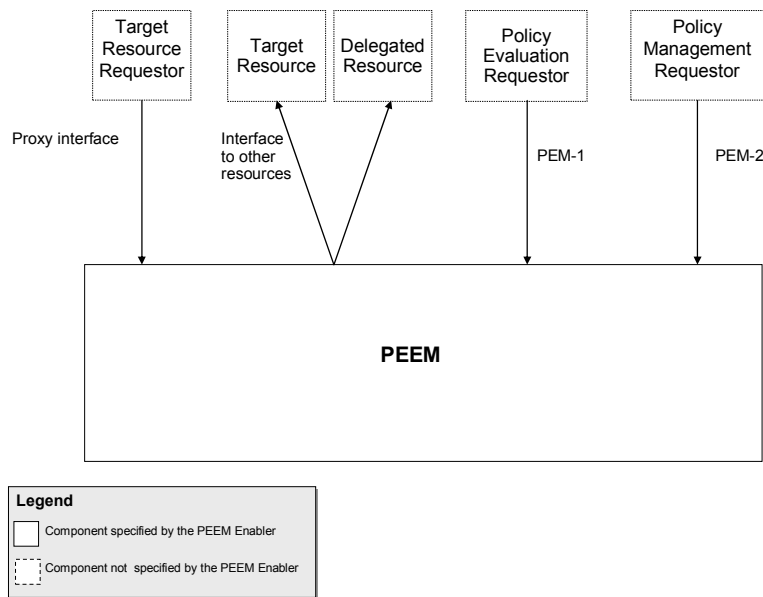 Target
Resource
Requestor
Target
Resource
Delegated
Resource
Policy
Evaluation
Requestor
Policy
Management
Requestor
Proxy interface
Interface
to other
resources
PEM-1
PEM-2
PEEM
Legend
Component specified by the PEEM Enabler
Component not specified by the PEEM Enabler